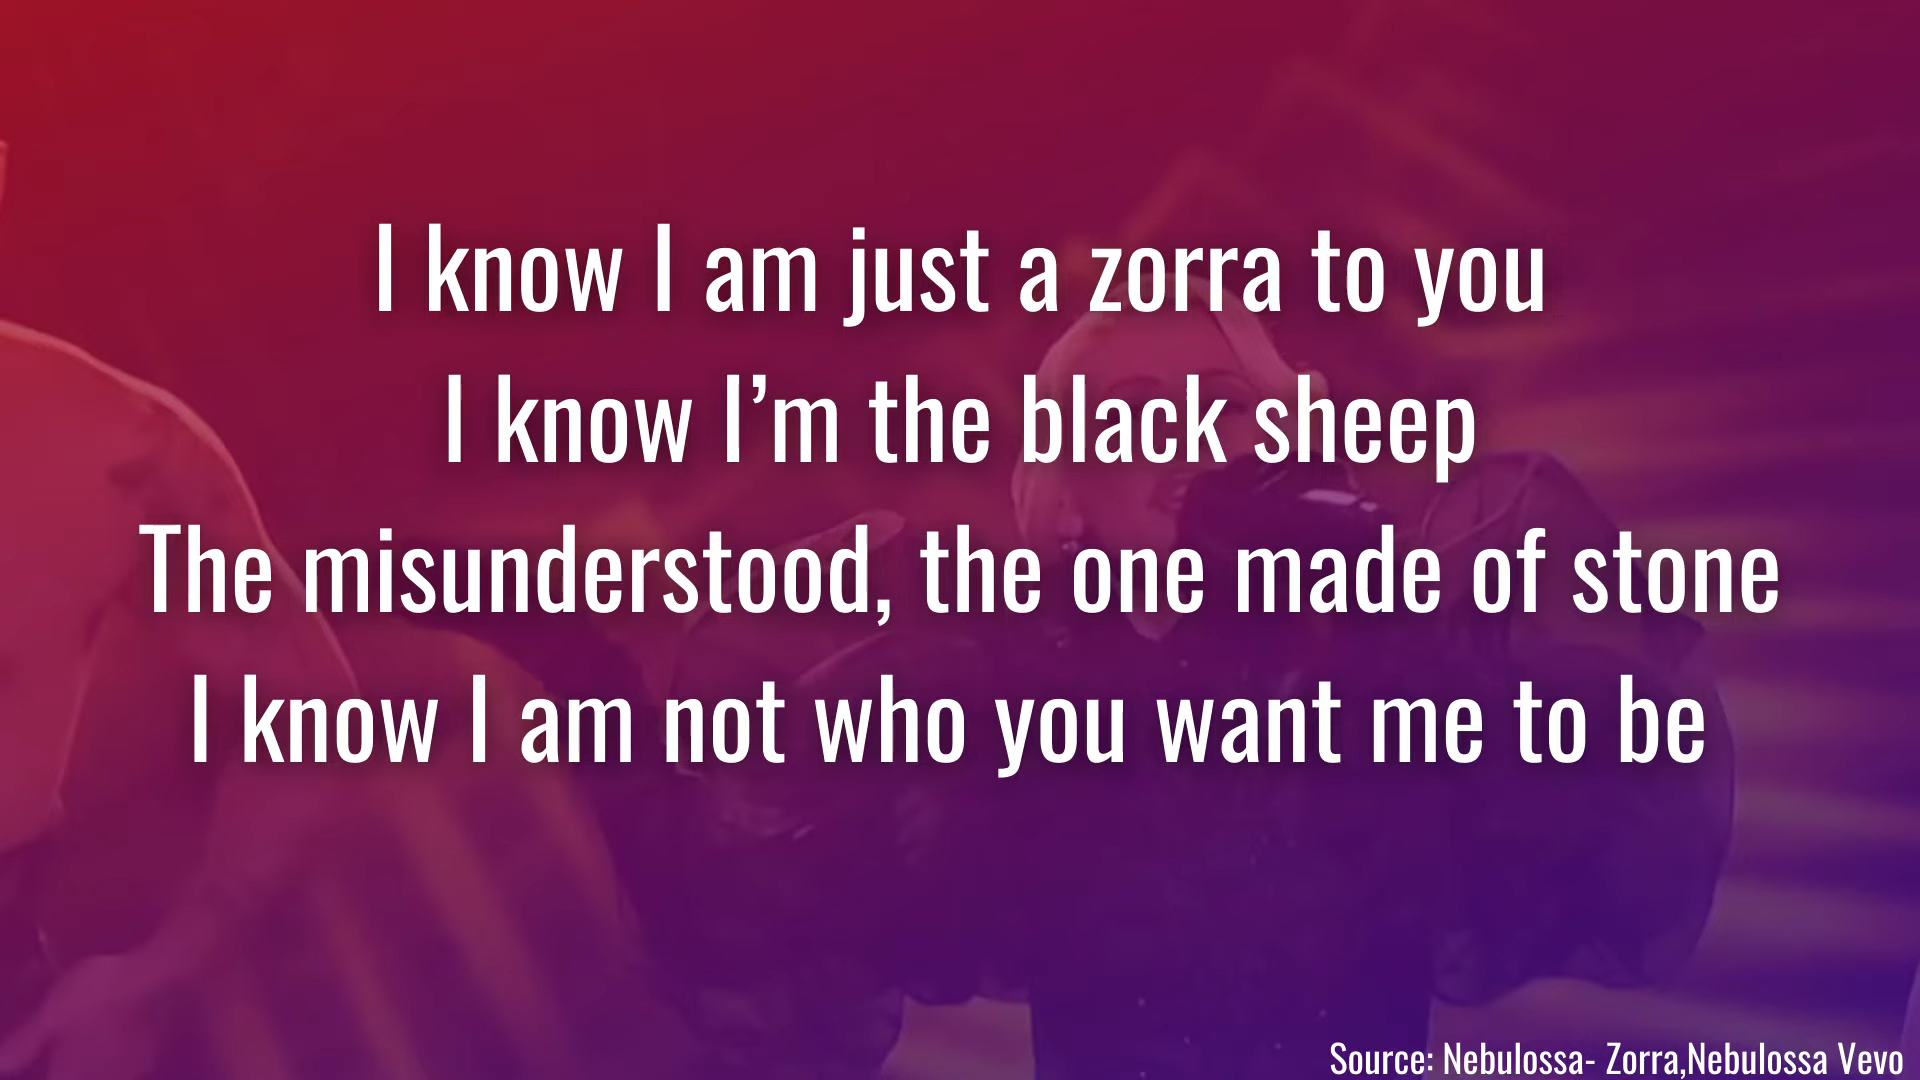 I know I am just a zorra to you
I know I’m the black sheep
The misunderstood, the one made of stone
I know I am not who you want me to be
Source: Nebulossa- Zorra,Nebulossa Vevo